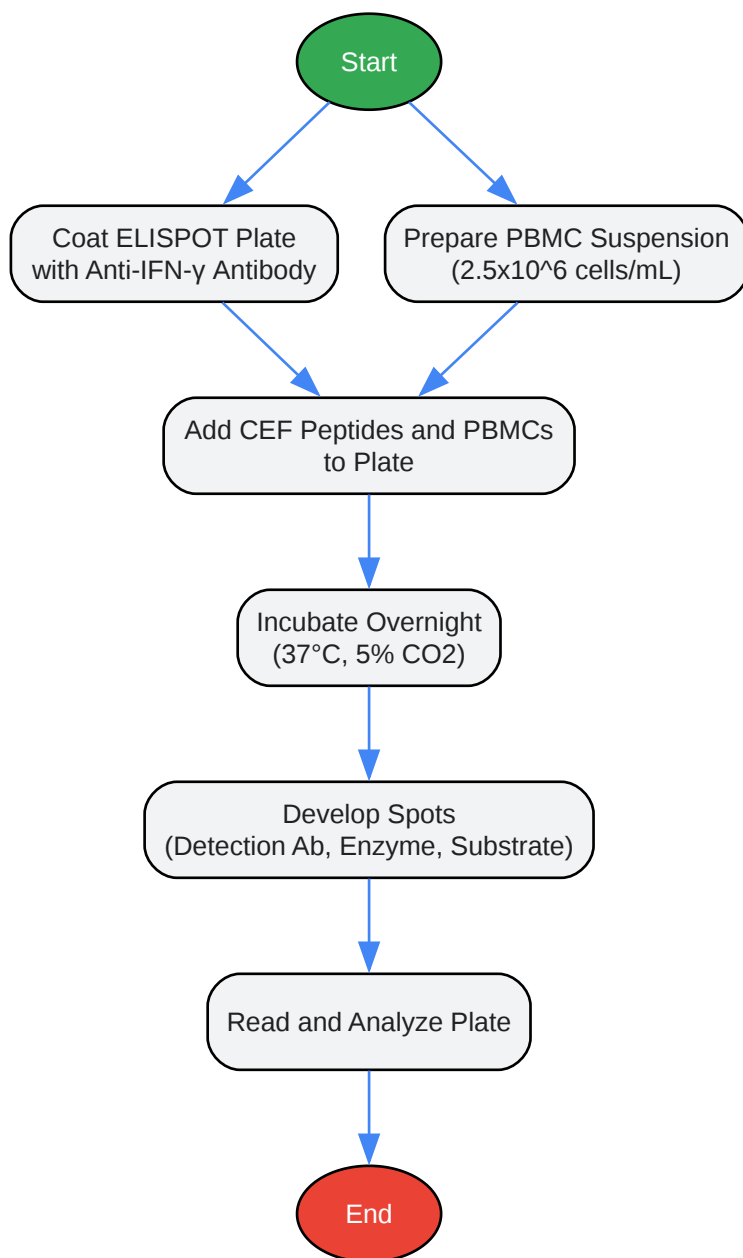 Start
Coat ELISPOT Plate
with Anti-IFN-γ Antibody
Prepare PBMC Suspension
(2.5x10^6 cells/mL)
Add CEF Peptides and PBMCs
to Plate
Incubate Overnight
(37°C, 5% CO2)
Develop Spots
(Detection Ab, Enzyme, Substrate)
Read and Analyze Plate
End